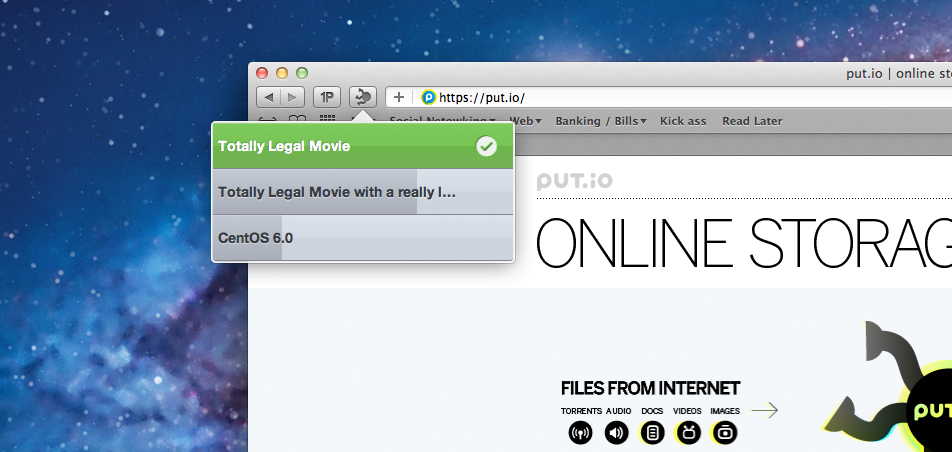 put.io | online sto
1P
https://put.io/
Social Netowking Web Banking / Bills Kick ass Read Later
Totally Legal Movie
Totally Legal Movie with a really l...
CentOS 6.0
PUT.iO
ONLINE STORAG
FILES FROM INTERNET
TORRENTS AUDIO DOCS VIDEOS IMAGES
PUT